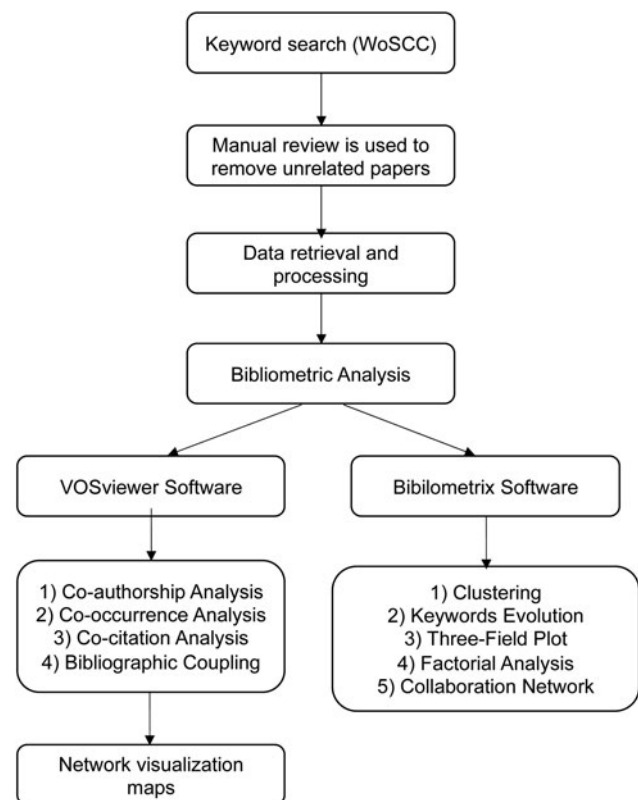 Keyword search (WoSCC)
Manual review is used to
remove unrelated papers
Data retrieval and
processing
Bibliometric Analysis
VOSviewer Software
1) Co-authorship Analysis
2) Co-occurrence Analysis
3) Co-citation Analysis
4) Bibliographic Coupling
Network visualization
maps
Bibilometrix Software
1) Clustering
2) Keywords Evolution
3) Three-Field Plot
4) Factorial Analysis
5) Collaboration Network